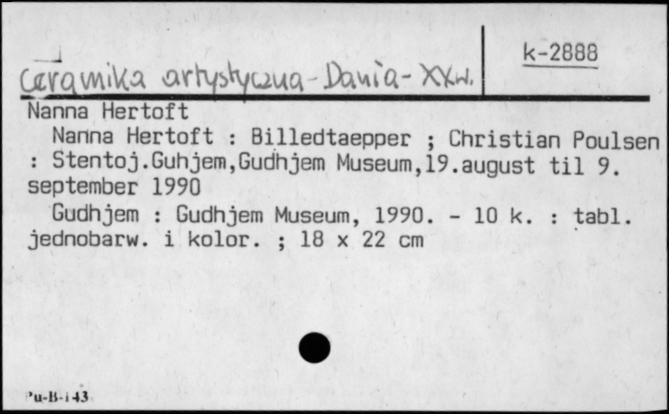 k-2888
Ceramika artystyczna - Dania - XXw.
Nanna Hertoft
Nanna Hertoft : Billedtaepper ; Christian Poulsen
: Stentoj.Guhjem,Gudhjem Museum,19.august til 9.
september 1990
Gudhjem : Gudhjem Museum, 1990. - 10 k. : tabl.
jednobarw. i kolor. ; 18 x 22 cm
Pu-B-143